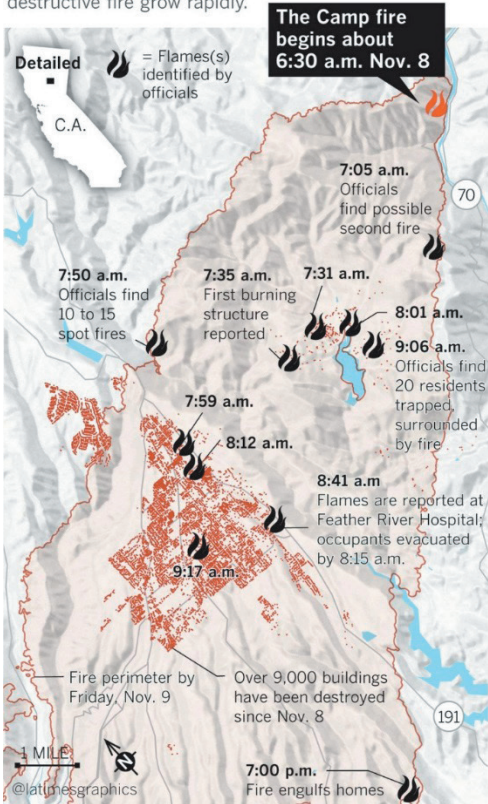 destructive fire grow rapidly.
The Camp fire
begins about
6:30 a.m. Nov. 8
Detailed
C.A.
= Flames(s)
identified by
officials
7:05 a.m.
Officials
find possible
second fire
70
7:50 a.m.
Officials find
10 to 15
spot fires
7:35 a.m.
First burning
structure
reported
7:31 a.m.
8:01 a.m.
9:06 a.m.
Officials find
20 residents
trapped,
surrounded
by fire
7:59 a.m.
8:12 a.m.
8:41 a.m
Flames are reported at
Feather River Hospital;
occupants evacuated
by 8:15 a.m.
9:17 a.m.
Fire perimeter by
Friday, Nov. 9
Over 9,000 buildings
have been destroyed
since Nov. 8
191
1 MILE
N
@latimesgraphics
7:00 p.m.
Fire engulfs homes